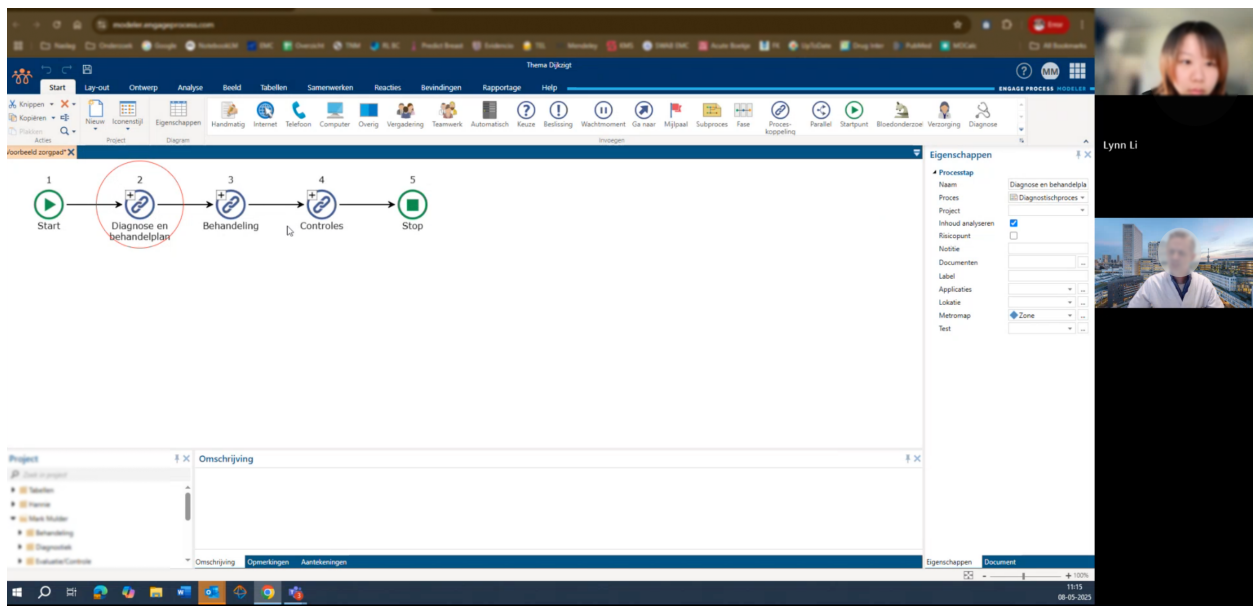 modeler.engageprocess.com
Thema Dijkzigt
MM
Start Lay-out Ontwerp Analyse Beeld Tabellen Samenwerken Reacties Bevindingen Rapportage Help
ENGAGE PROCESS MODELER
Knippen
Kopiëren
Plakken
Nieuw Iconenstijl Eigenschappen Handmatig Internet Telefoon Computer Overig Vergadering Teamwerk Automatisch Keuze Beslissing Wachtmoment Ga naar Mijlpaal Subproces Fase Proces-koppeling Parallel Startpunt Bloedonderzoe Verzorging Diagnose
Acties Project Diagram Invoegen
Voorbeeld zorgpad*
1 2 3 4 5
Start
Diagnose en
behandelplan
Behandeling
Controles
Stop
Eigenschappen
Processtap
Naam Diagnose en behandelpla
Proces Diagnostischproces
Project
Inhoud analyseren
Risicopunt
Notitie
Documenten ...
Label
Applicaties ...
Lokatie ...
Metromap Zone ...
Test ...
Project
Tabellen
Hannie
Mark Mulder
Behandeling
Diagnostiek
Evaluatie/Controle
Omschrijving
Omschrijving Opmerkingen Aantekeningen
Eigenschappen Document
100%
11:15
08-05-2025
Lynn Li